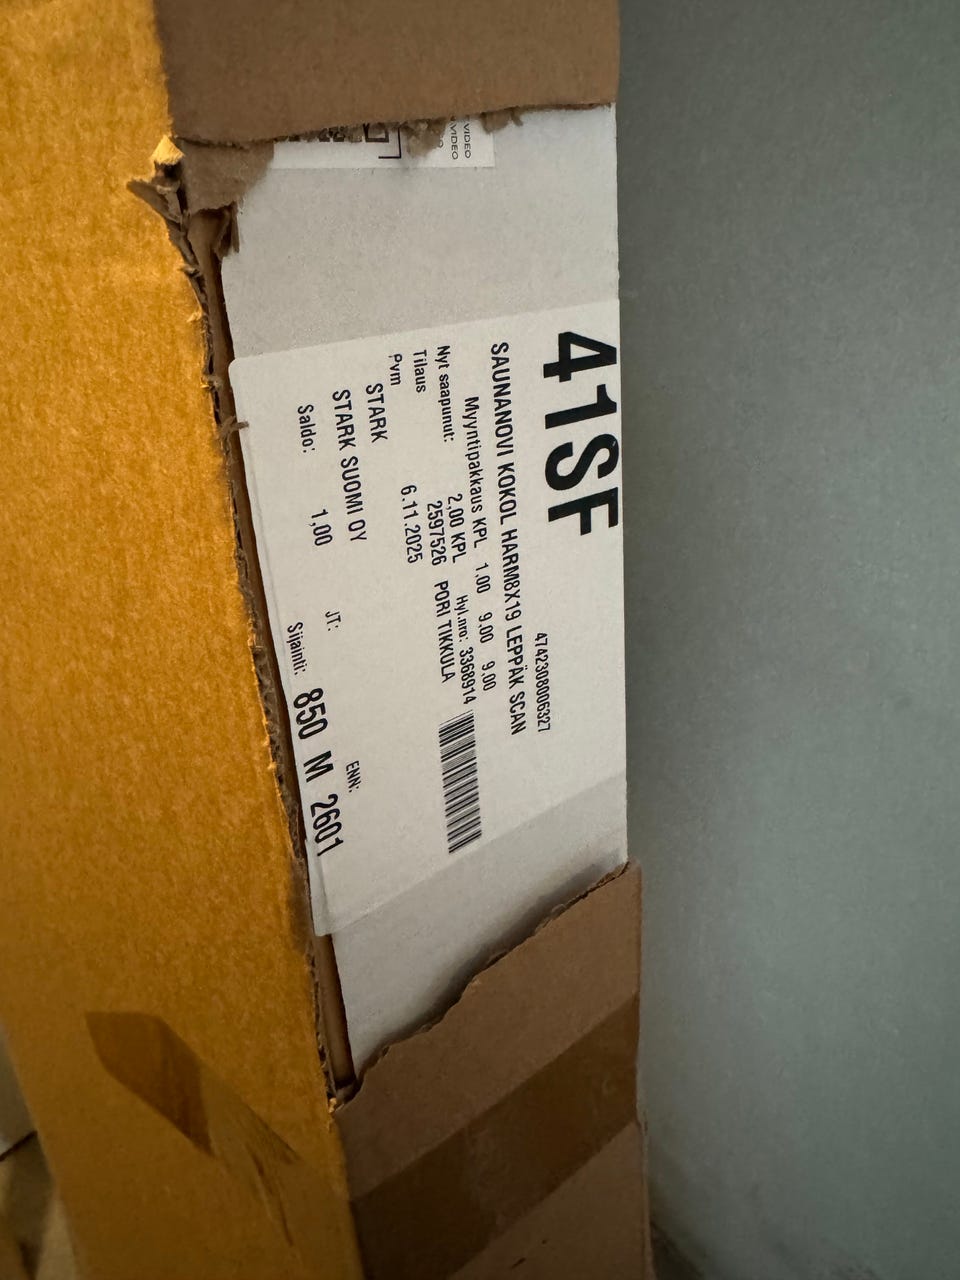 VIDEO
VIDEO
41SF
4742308006327
SAUNANOVI KOKOL HARM8X19 LEPPÄK SCAN
Myyntipakkaus KPL 1,00 9,00 9,00
Nyt saapunut: 2,00 KPL Hyl.nro: 3368914
Tilaus 2597526 PORI TIKKULA
Pvm 6.11.2025
STARK
STARK SUOMI OY
JT: ENN:
Saldo: 1,00
Sijainti: 850 M 2601